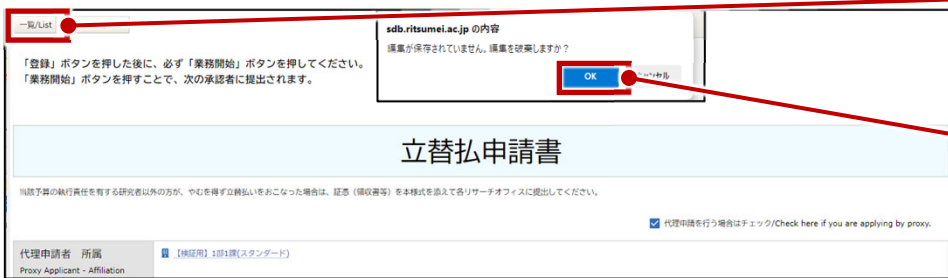 一覧/List
sdb.ritsumei.ac.jp の内容
編集が保存されていません。編集を破棄しますか？
OK
キャンセル
「登録」ボタンを押した後に、必ず「業務開始」ボタンを押してください。
「業務開始」ボタンを押すことで、次の承認者に提出されます。
立替払申請書
当該予算の執行責任を有する研究者以外の方が、やむを得ず立替払いをおこなった場合は、証憑（領収書等）を本様式を添えて各リサーチオフィスに提出してください。
代理申請を行う場合はチェック/Check here if you are applying by proxy.
代理申請者 所属
【検証用】1部1課(スタンダード)
Proxy Applicant - Affiliation